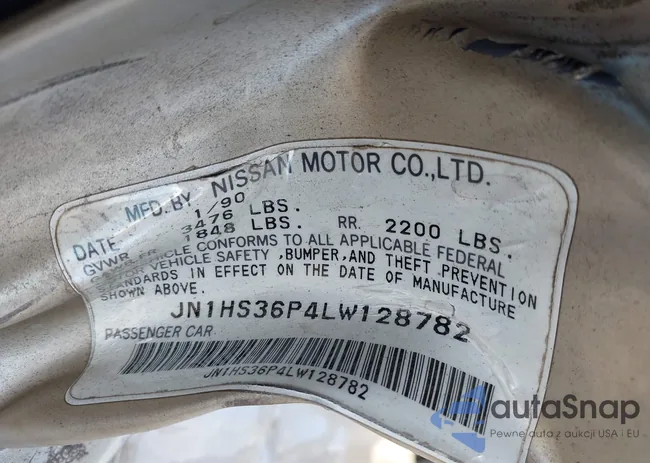 MFD. BY NISSAN MOTOR CO.,LTD.
DATE 1/90
GVWR 3476 LBS.
GAWR FR 1848 LBS. RR. 2200 LBS.
VEHICLE CONFORMS TO ALL APPLICABLE FEDERAL
VEHICLE SAFETY ,BUMPER,AND THEFT PREVENTION
STANDARDS IN EFFECT ON THE DATE OF MANUFACTURE
SHOWN ABOVE.
JN1HS36P4LW128782
PASSENGER CAR
JN1HS36P4LW128782
autaSnap
Pewne auta z aukcji USA i EU